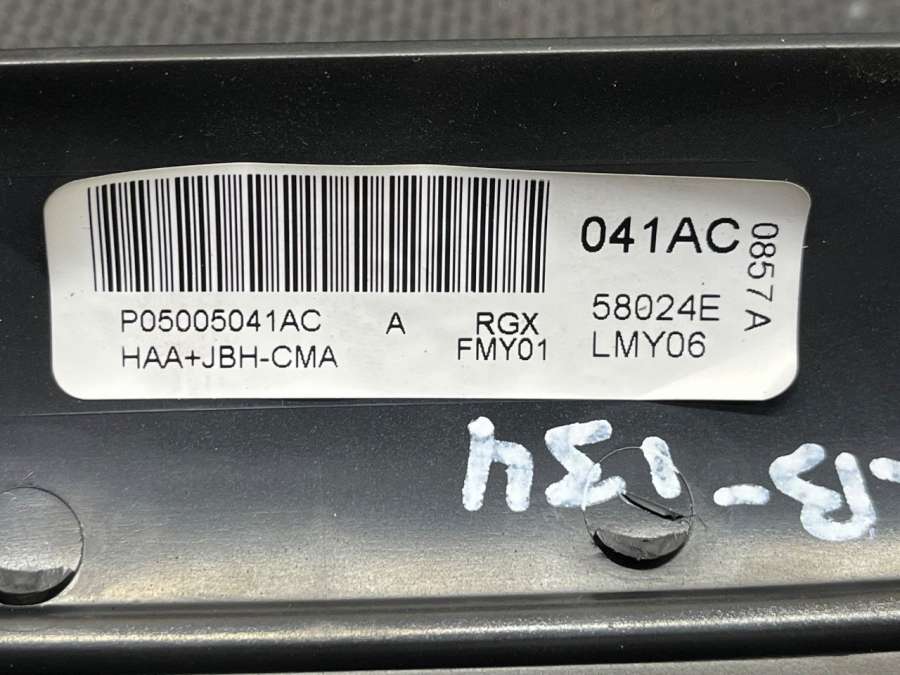 041AC
0857A
P05005041AC A RGX 58024E
HAA+JBH-CMA FMY01 LMY06